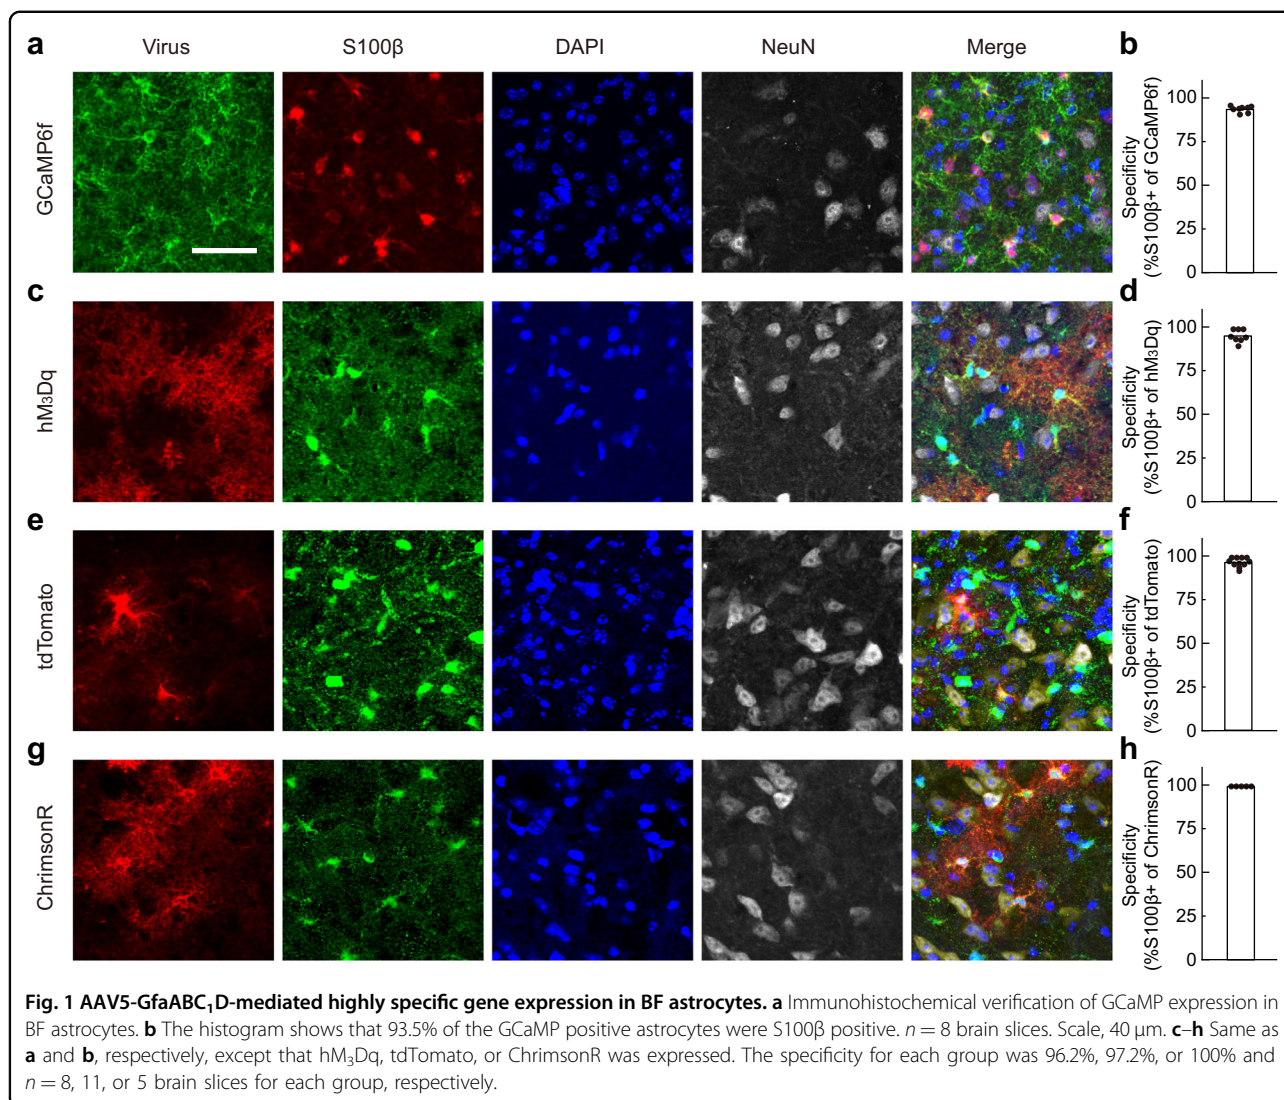 a Virus S100β DAPI NeuN Merge b
GCaMP6f
Specificity
(%S100β+ of GCaMP6f)
100
75
50
25
0
c d
hM₃Dq
Specificity
(%S100β+ of hM₃Dq)
100
75
50
25
0
e f
tdTomato
Specificity
(%S100β+ of tdTomato)
100
75
50
25
0
g h
ChrimsonR
Specificity
(%S100β+ of ChrimsonR)
100
75
50
25
0
Fig. 1 AAV5-GfaABC₁D-mediated highly specific gene expression in BF astrocytes. a Immunohistochemical verification of GCaMP expression in
BF astrocytes. b The histogram shows that 93.5% of the GCaMP positive astrocytes were S100β positive. n = 8 brain slices. Scale, 40 μm. c–h Same as
a and b, respectively, except that hM₃Dq, tdTomato, or ChrimsonR was expressed. The specificity for each group was 96.2%, 97.2%, or 100% and
n = 8, 11, or 5 brain slices for each group, respectively.